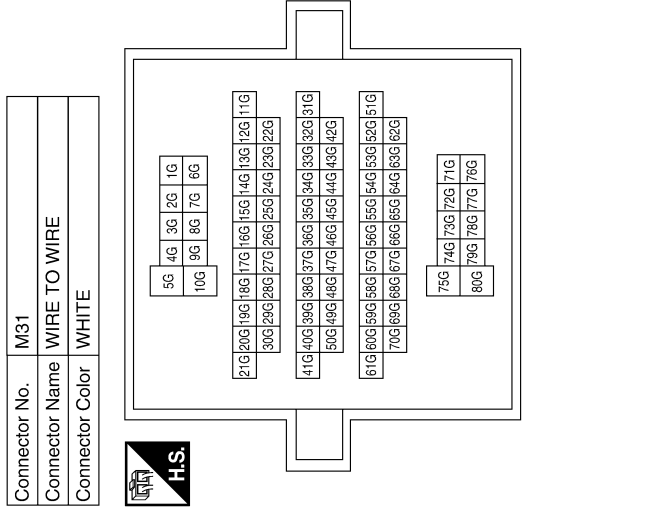 Connector No. M31
Connector Name WIRE TO WIRE
Connector Color WHITE
H.S.
5G 4G 3G 2G 1G
10G 9G 8G 7G 6G
21G 20G 19G 18G 17G 16G 15G 14G 13G 12G 11G
30G 29G 28G 27G 26G 25G 24G 23G 22G
41G 40G 39G 38G 37G 36G 35G 34G 33G 32G 31G
50G 49G 48G 47G 46G 45G 44G 43G 42G
61G 60G 59G 58G 57G 56G 55G 54G 53G 52G 51G
70G 69G 68G 67G 66G 65G 64G 63G 62G
75G 74G 73G 72G 71G
80G 79G 78G 77G 76G